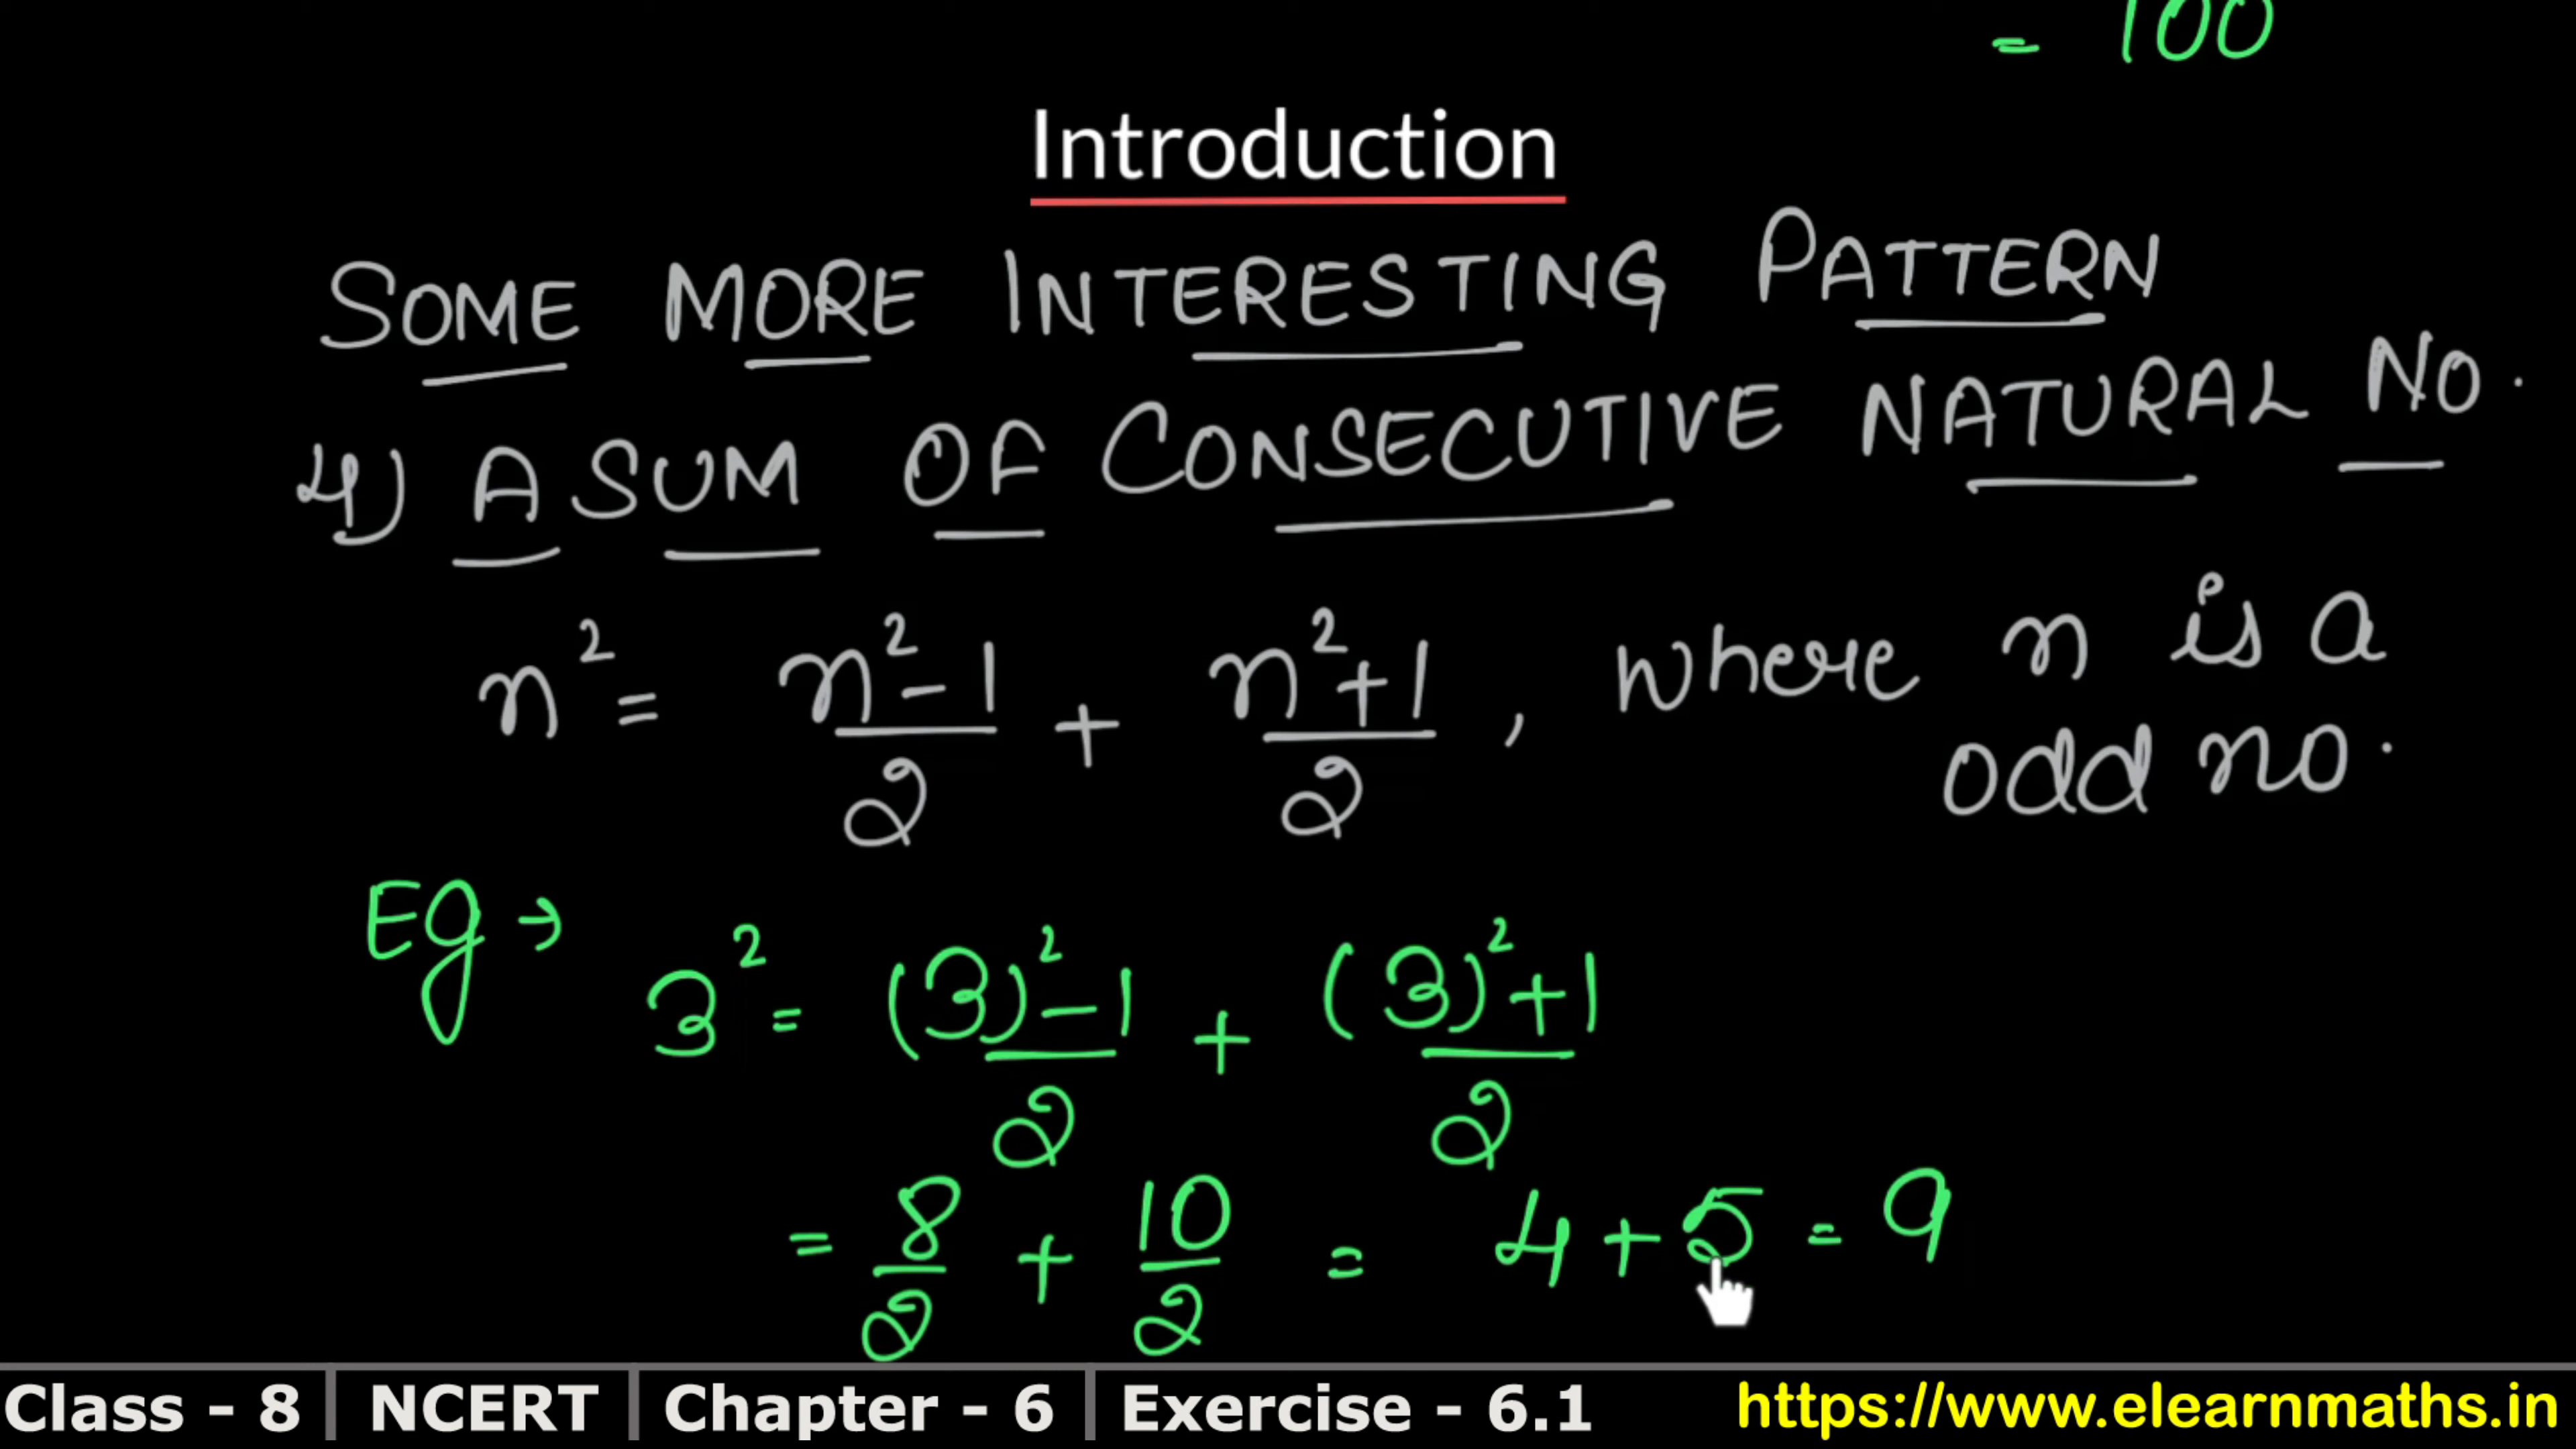 = 100
Introduction
SOME MORE INTERESTING PATTERN
4) A SUM OF CONSECUTIVE NATURAL NO.
n² = n²-1/2 + n²+1/2, where n is a
odd no.
Eg → 3² = (3)²-1/2 + (3)²+1/2
= 8/2 + 10/2 = 4+5 = 9
Class - 8 | NCERT | Chapter - 6 | Exercise - 6.1 https://www.elearnmaths.in